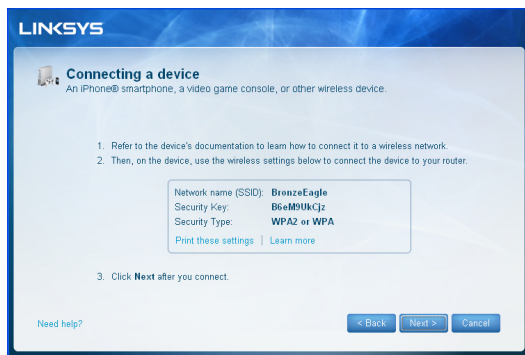 LINKSYS
Connecting a device
An iPhone® smartphone, a video game console, or other wireless device.
1. Refer to the device's documentation to learn how to connect it to a wireless network.
2. Then, on the device, use the wireless settings below to connect the device to your router.
Network name (SSID): BronzeEagle
Security Key: B6eM9UkCjz
Security Type: WPA2 or WPA
Print these settings | Learn more
3. Click Next after you connect.
Need help?
< Back
Next >
Cancel